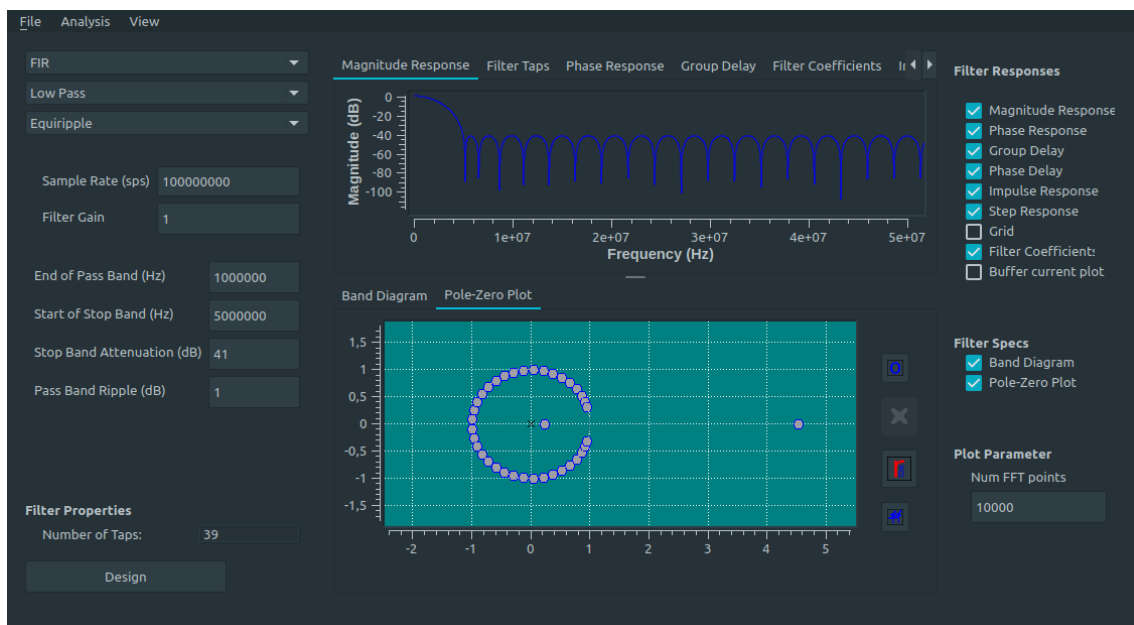 File Analysis View
FIR
Low Pass
Equiripple
Sample Rate (sps) 100000000
Filter Gain 1
End of Pass Band (Hz) 1000000
Start of Stop Band (Hz) 5000000
Stop Band Attenuation (dB) 41
Pass Band Ripple (dB) 1
Filter Properties
Number of Taps: 39
Design
Magnitude Response Filter Taps Phase Response Group Delay Filter Coefficients
Magnitude (dB)
0
-20
-40
-60
-80
-100
0 1e+07 2e+07 3e+07 4e+07 5e+07
Frequency (Hz)
Band Diagram Pole-Zero Plot
1,5
1
0,5
0
-0,5
-1
-1,5
-2 -1 0 1 2 3 4 5
Filter Responses
Magnitude Response
Phase Response
Group Delay
Phase Delay
Impulse Response
Step Response
Grid
Filter Coefficients
Buffer current plot
Filter Specs
Band Diagram
Pole-Zero Plot
Plot Parameter
Num FFT points
10000